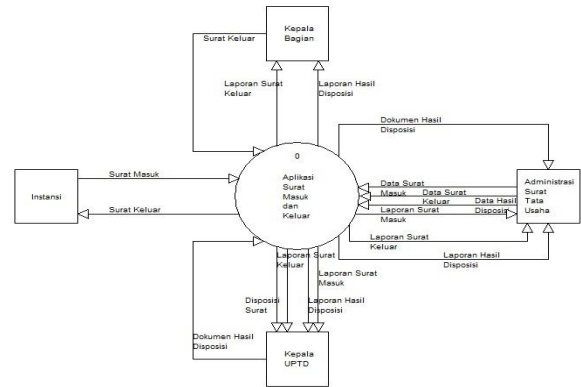 Kepala
Bagian
Surat Keluar
Laporan Surat
Keluar
Laporan Hasil
Disposisi
Dokumen Hasil
Disposisi
0
Aplikasi
Surat
Masuk
dan
Keluar
Instansi
Surat Masuk
Surat Keluar
Administrasi
Surat
Tata
Usaha
Data Surat
Masuk
Data Surat
Keluar
Data Hasil
Disposisi
Laporan Surat
Masuk
Laporan Surat
Keluar
Laporan Hasil
Disposisi
Laporan Surat
Keluar
Laporan Surat
Masuk
Disposisi
Surat
Laporan Hasil
Disposisi
Dokumen Hasil
Disposisi
Kepala
UPTD